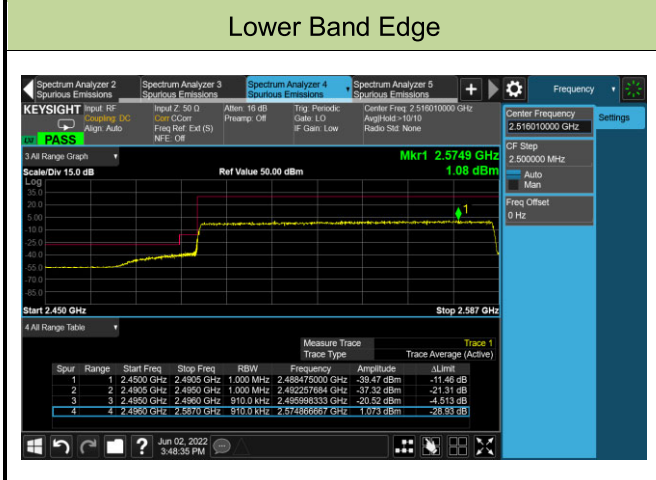 Lower Band Edge
Spectrum Analyzer 2
Spurious Emissions
Spectrum Analyzer 3
Spurious Emissions
Spectrum Analyzer 4
Spurious Emissions
Spectrum Analyzer 5
Spurious Emissions
+
Frequency
KEYSIGHT
Input: RF
Coupling: DC
Align: Auto
Input Z: 50 Ω
Corr CCorr
Freq Ref: Ext (S)
NFE: Off
Atten: 16 dB
Preamp: Off
Trig: Periodic
Gate: LO
IF Gain: Low
Center Freq: 2.516010000 GHz
Avg|Hold:>10/10
Radio Std: None
PASS
Center Frequency
2.516010000 GHz
Settings
CF Step
2.500000 MHz
Auto
Man
Freq Offset
0 Hz
3 All Range Graph
Mkr1 2.5749 GHz
Scale/Div 15.0 dB
Ref Value 50.00 dBm
1.08 dBm
Log
35.0
20.0
5.00
-10.0
-25.0
-40.0
-55.0
-70.0
-85.0
1
Start 2.450 GHz
Stop 2.587 GHz
4 All Range Table
Measure Trace Trace 1
Trace Type Trace Average (Active)
Spur Range Start Freq Stop Freq RBW Frequency Amplitude ΔLimit
1 1 2.4500 GHz 2.4905 GHz 1.000 MHz 2.488475000 GHz -39.47 dBm -11.46 dB
2 2 2.4905 GHz 2.4950 GHz 1.000 MHz 2.492257684 GHz -37.32 dBm -21.31 dB
3 3 2.4950 GHz 2.4960 GHz 910.0 kHz 2.495998333 GHz -20.52 dBm -4.513 dB
4 4 2.4960 GHz 2.5870 GHz 910.0 kHz 2.574866667 GHz 1.073 dBm -28.93 dB
?
Jun 02, 2022
3:48:35 PM